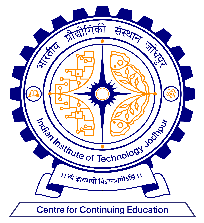 भारतीय प्रौद्योगिकी संस्थान जोधपुर
Indian Institute of Technology Jodhpur
Centre for Continuing Education